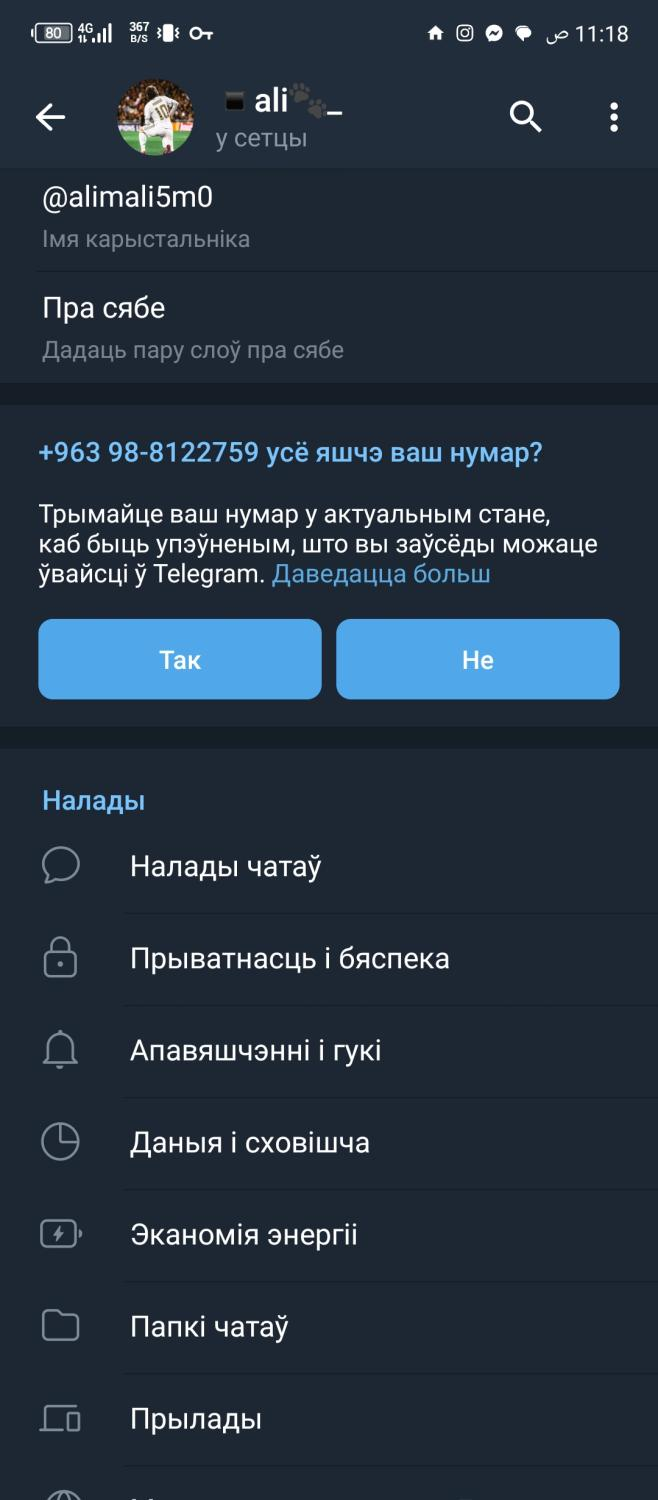 80 4G 367 B/S ص 11:18
ali🐾_
у сетцы
@alimali5m0
Імя карыстальніка
Пра сябе
Дадаць пару слоў пра сябе
+963 98-8122759 усё яшчэ ваш нумар?
Трымайце ваш нумар у актуальным стане,
каб быць упэўненым, што вы заўсёды можаце
ўвайсці ў Telegram. Даведацца больш
Так
Не
Налады
Налады чатаў
Прыватнасць і бяспека
Апавяшчэнні і гукі
Даныя і сховішча
Эканомія энергіі
Папкі чатаў
Прылады